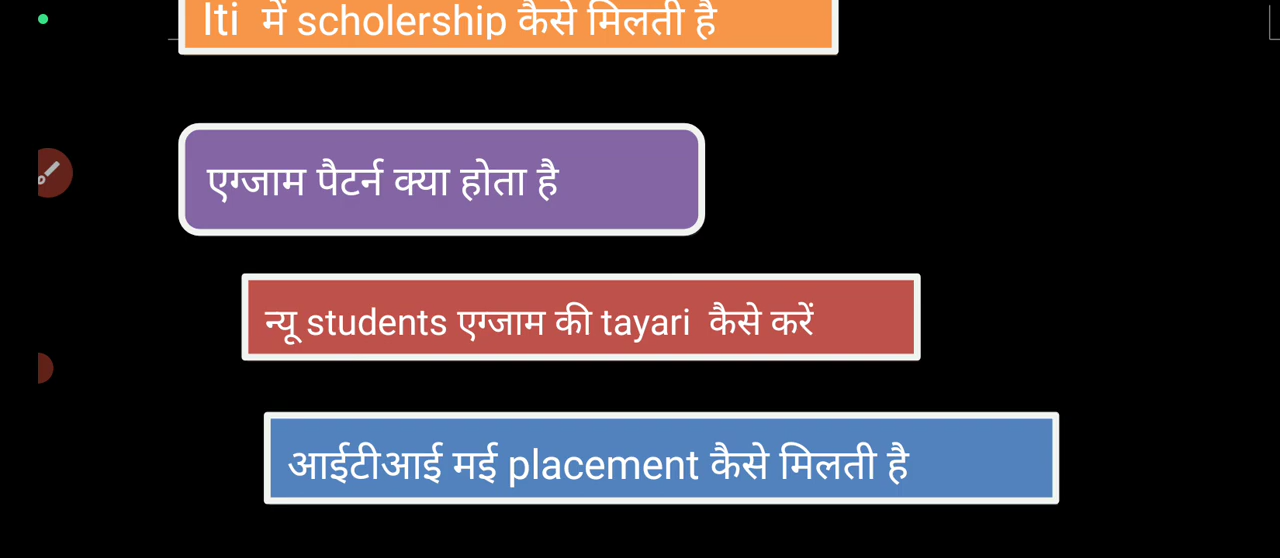 Iti में scholership कैसे मिलती है
एग्जाम पैटर्न क्या होता है
न्यू students एग्जाम की tayari कैसे करें
आईटीआई मई placement कैसे मिलती है